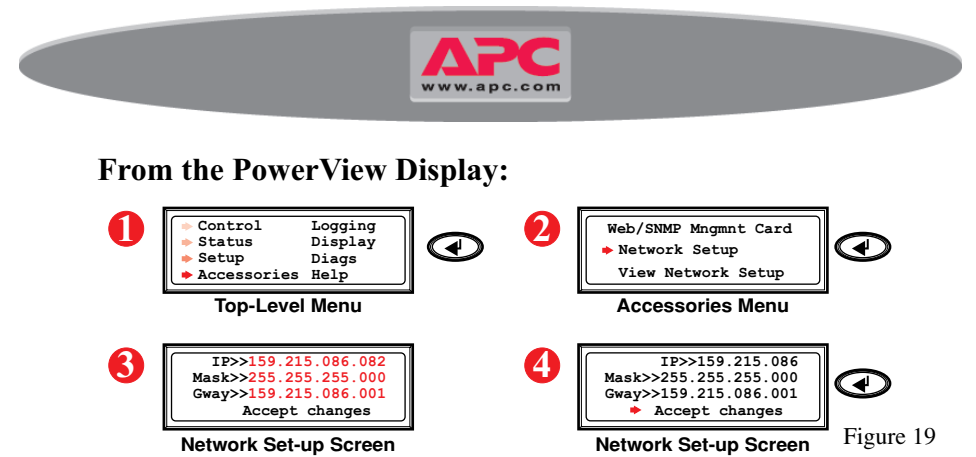 APC
www.apc.com
From the PowerView Display:
1
Control Logging
Status Display
Setup Diags
Accessories Help
Top-Level Menu
2
Web/SNMP Mngmnt Card
Network Setup
View Network Setup
Accessories Menu
3
IP>>159.215.086.082
Mask>>255.255.255.000
Gway>>159.215.086.001
Accept changes
Network Set-up Screen
4
IP>>159.215.086
Mask>>255.255.255.000
Gway>>159.215.086.001
Accept changes
Network Set-up Screen
Figure 19